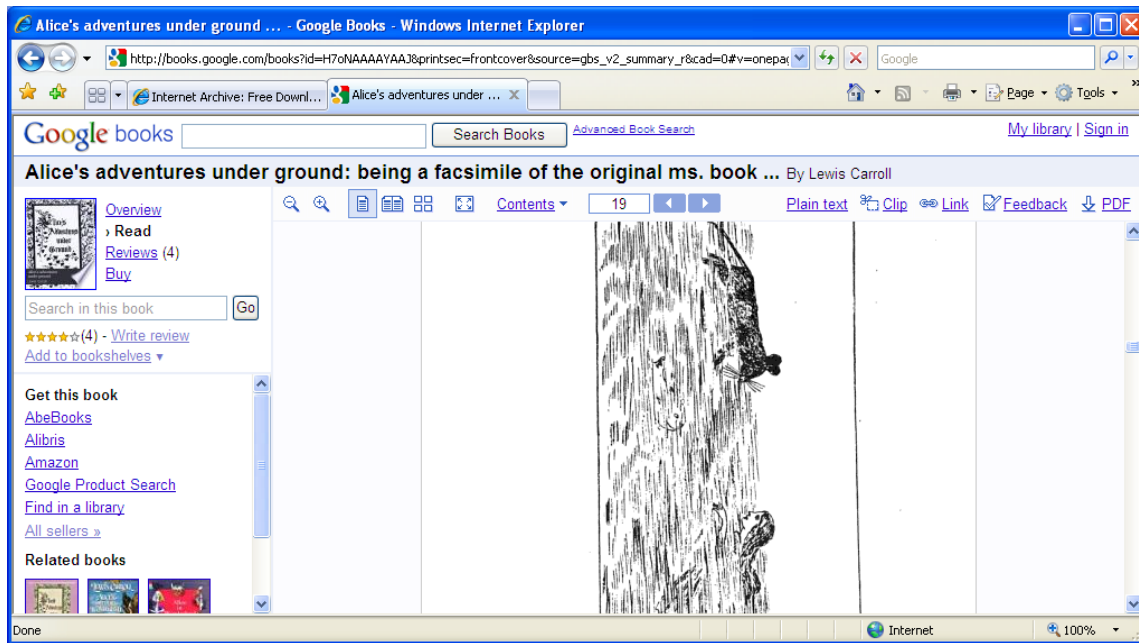 Alice's adventures under ground ... - Google Books - Windows Internet Explorer
http://books.google.com/books?id=H7oNAAAAYAAJ&printsec=frontcover&source=gbs_v2_summary_r&cad=0#v=onepag
Google
Internet Archive: Free Downl...
Alice's adventures under ...
Page
Tools
Google books
Search Books
Advanced Book Search
My library | Sign in
Alice's adventures under ground: being a facsimile of the original ms. book ... By Lewis Carroll
Overview
› Read
Reviews (4)
Buy
Contents
19
Plain text
Clip
Link
Feedback
PDF
Search in this book
Go
(4) - Write review
Add to bookshelves
Get this book
AbeBooks
Alibris
Amazon
Google Product Search
Find in a library
All sellers »
Related books
Done
Internet
100%